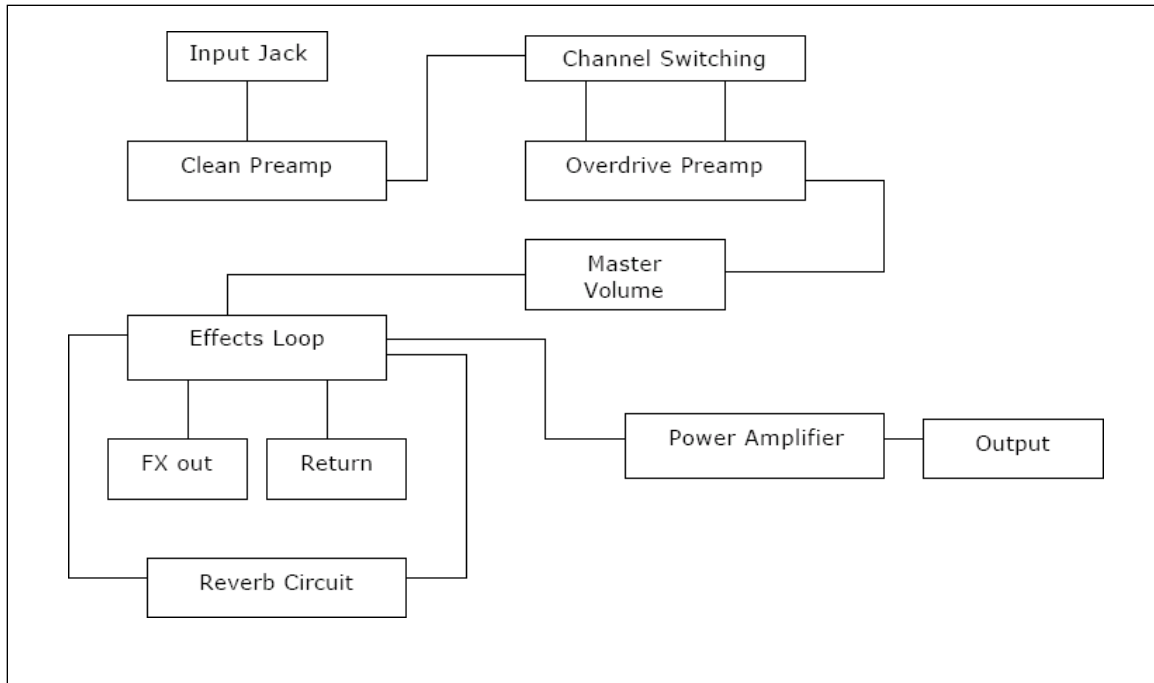 Input Jack
Channel Switching
Clean Preamp
Overdrive Preamp
Master
Volume
Effects Loop
Power Amplifier
Output
FX out
Return
Reverb Circuit